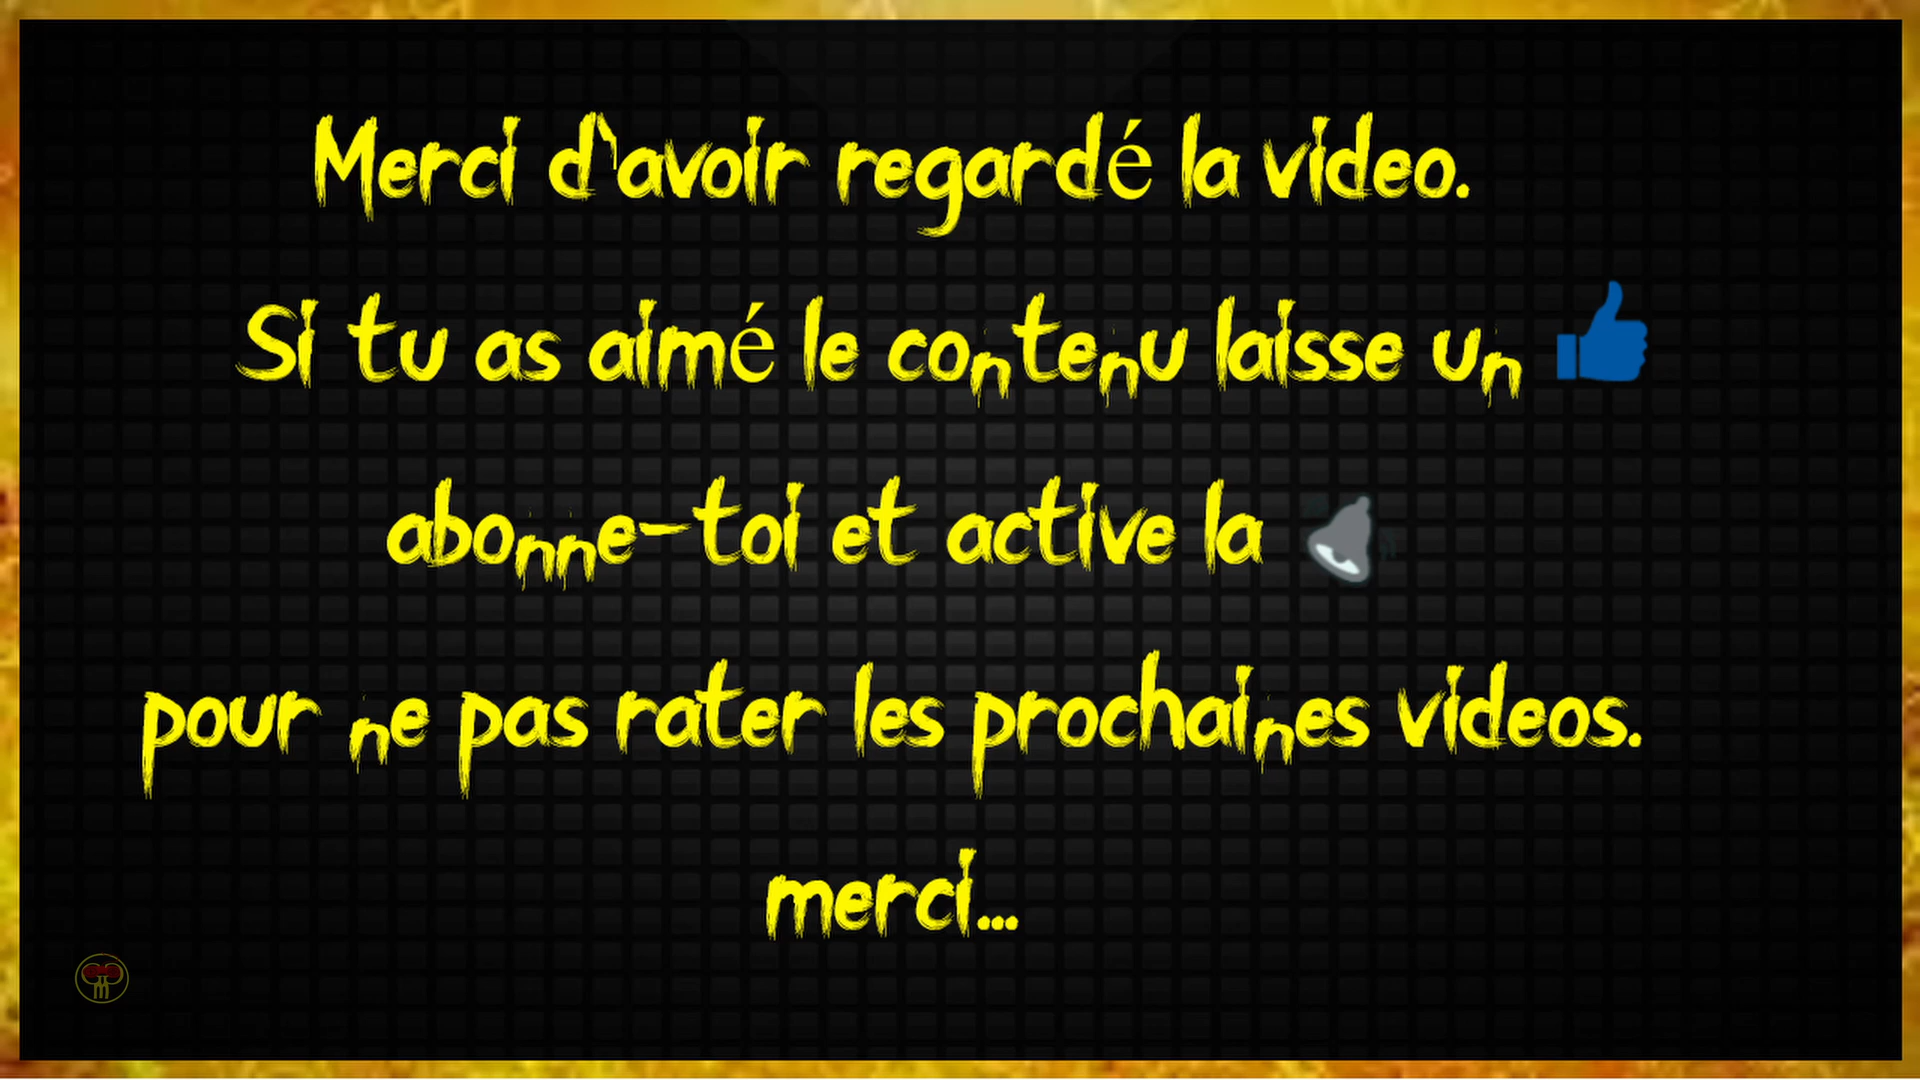 Merci d'avoir regardé la video.
Si tu as aimé le contenu laisse un 👍
abonne-toi et active la 🔔
pour ne pas rater les prochaines videos.
merci...